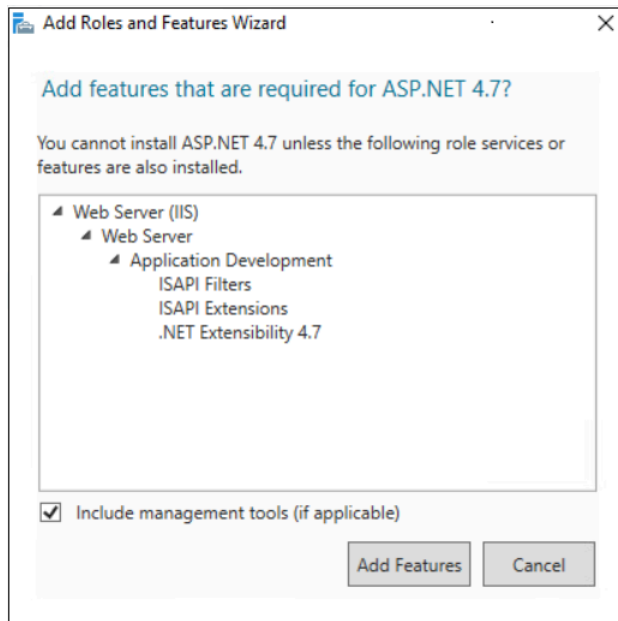 Add Roles and Features Wizard
Add features that are required for ASP.NET 4.7?
You cannot install ASP.NET 4.7 unless the following role services or
features are also installed.
Web Server (IIS)
Web Server
Application Development
ISAPI Filters
ISAPI Extensions
.NET Extensibility 4.7
Include management tools (if applicable)
Add Features
Cancel